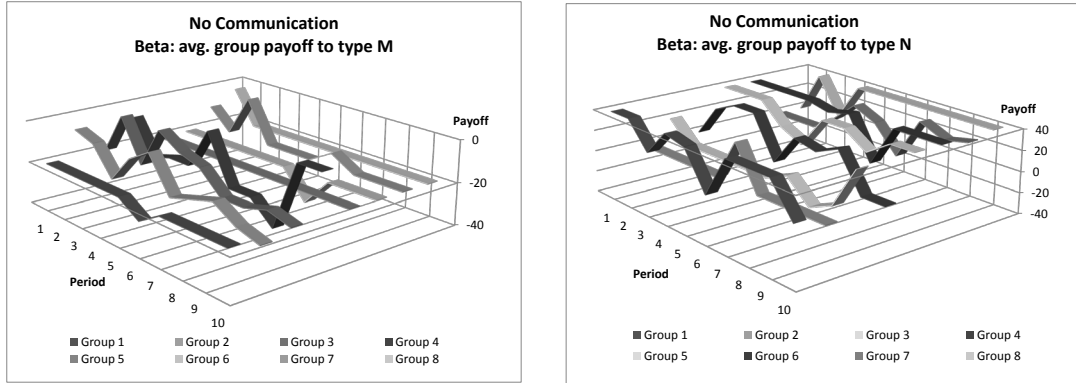 No Communication
Beta: avg. group payoff to type M
Payoff
0
-20
-40
1
2
3
4
5
6
7
8
9
10
Period
Group 1 Group 2 Group 3 Group 4
Group 5 Group 6 Group 7 Group 8
No Communication
Beta: avg. group payoff to type N
Payoff
40
20
0
-20
-40
1
2
3
4
5
6
7
8
9
10
Period
Group 1 Group 2 Group 3 Group 4
Group 5 Group 6 Group 7 Group 8